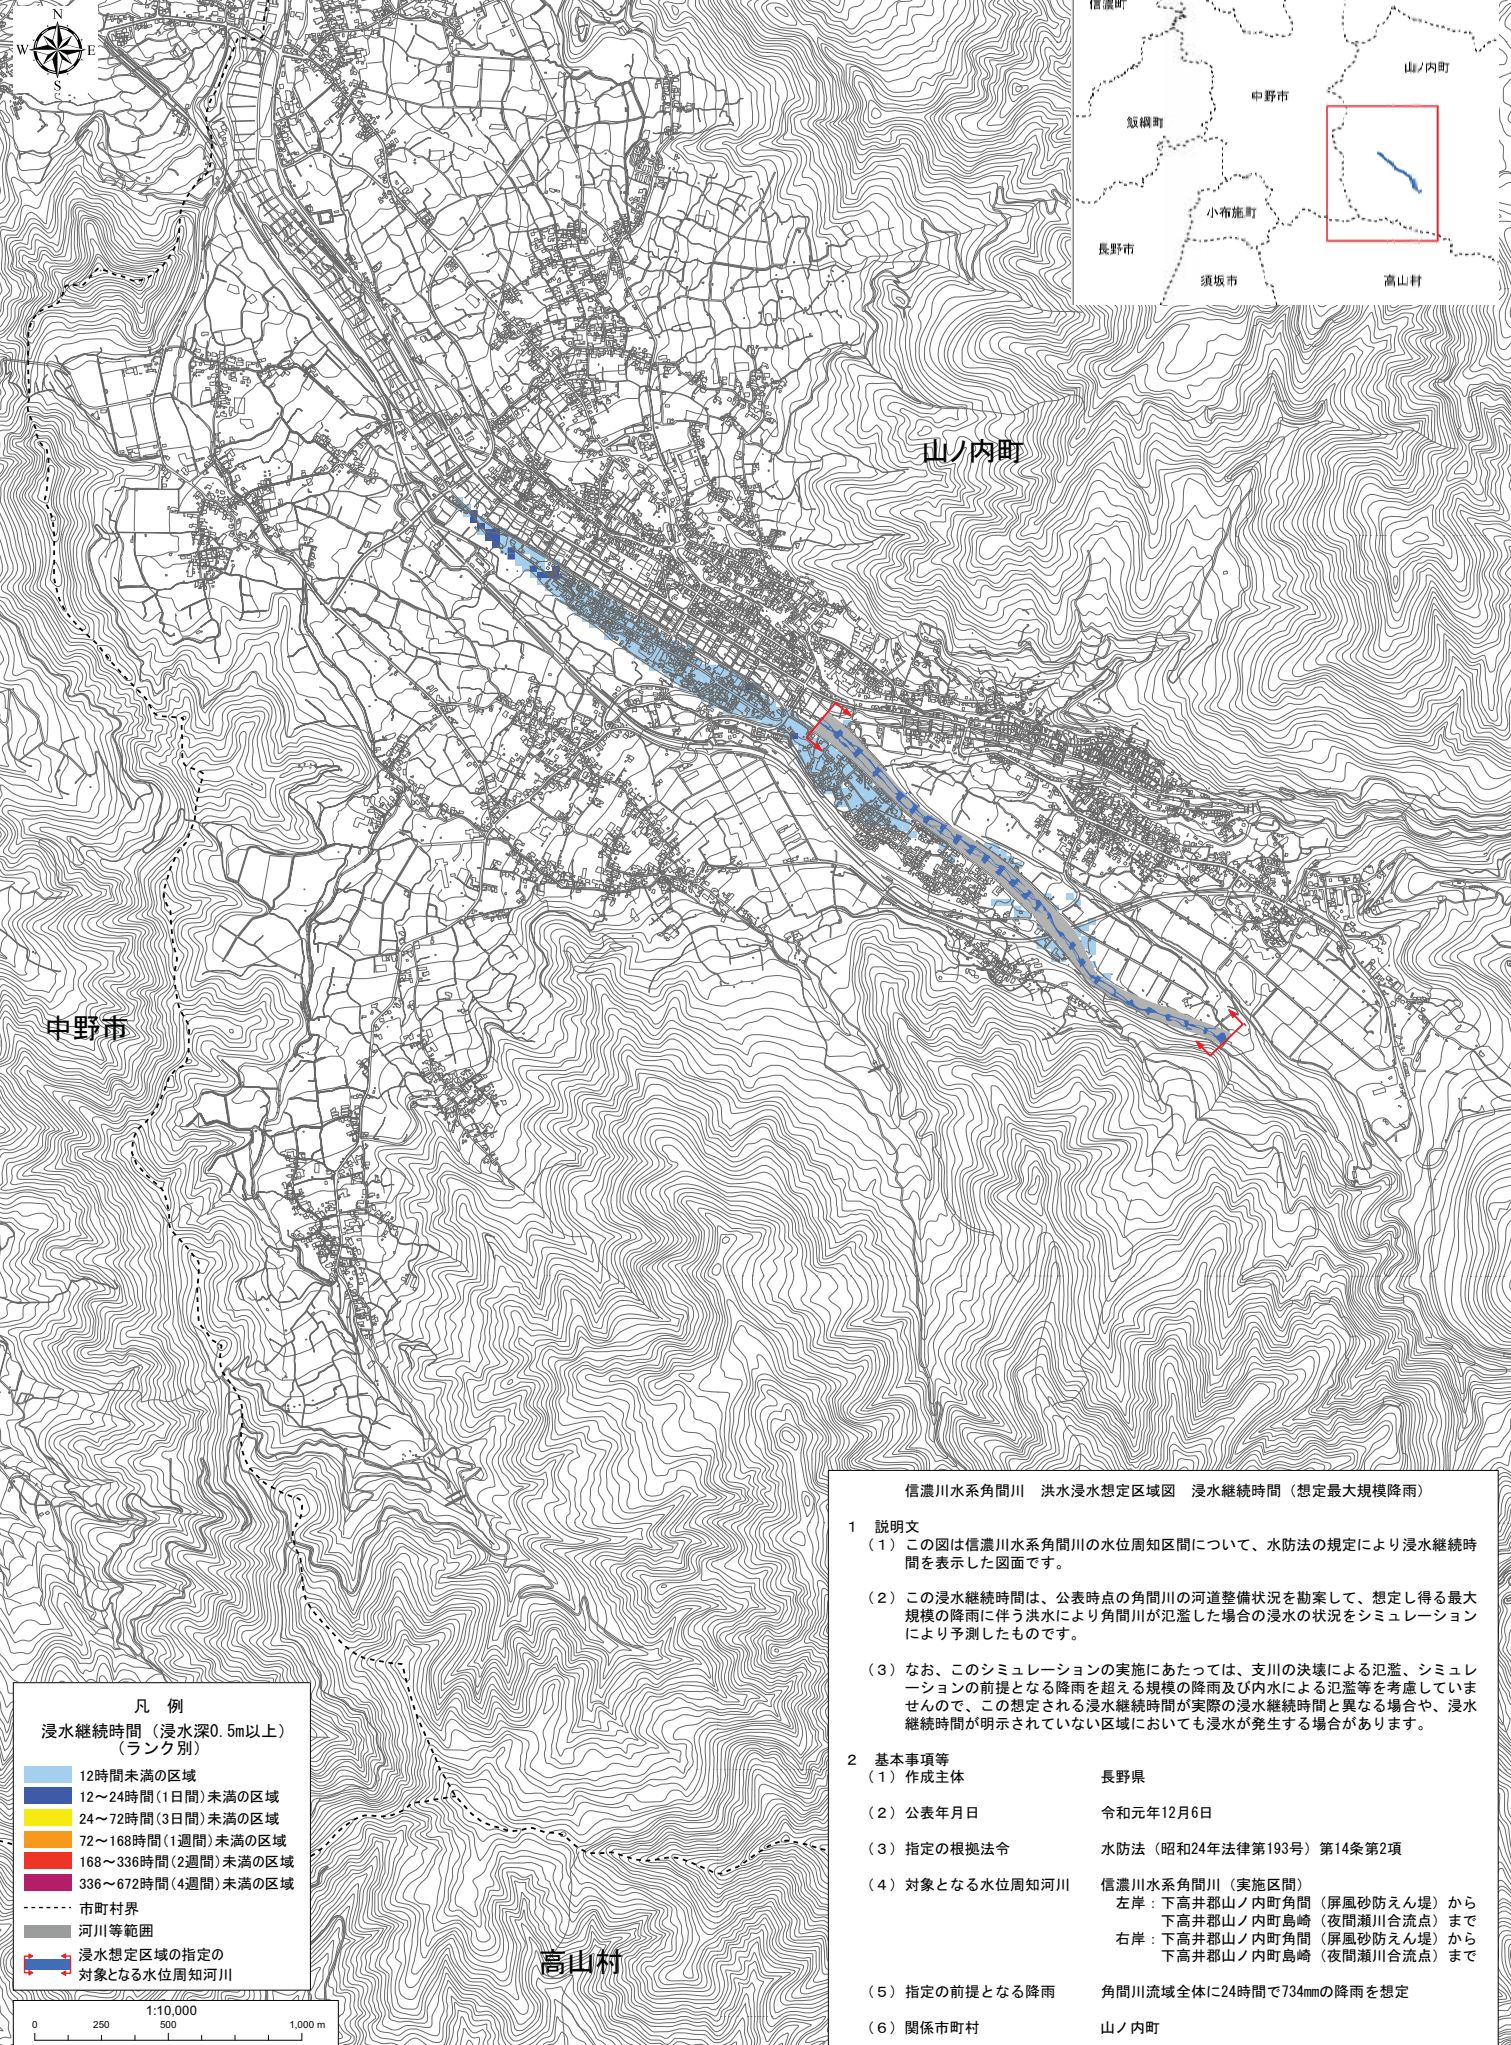 N
W E
S
信濃町
山ノ内町
中野市
飯綱町
小布施町
長野市
須坂市
高山村
山ノ内町
中野市
高山村
凡 例
浸水継続時間（浸水深0.5m以上）
（ランク別）
12時間未満の区域
12～24時間(1日間)未満の区域
24～72時間(3日間)未満の区域
72～168時間(1週間)未満の区域
168～336時間(2週間)未満の区域
336～672時間(4週間)未満の区域
市町村界
河川等範囲
浸水想定区域の指定の
対象となる水位周知河川
1:10,000
0 250 500 1,000 m
信濃川水系角間川 洪水浸水想定区域図 浸水継続時間（想定最大規模降雨）
1 説明文
（1）この図は信濃川水系角間川の水位周知区間について、水防法の規定により浸水継続時
間を表示した図面です。
（2）この浸水継続時間は、公表時点の角間川の河道整備状況を勘案して、想定し得る最大
規模の降雨に伴う洪水により角間川が氾濫した場合の浸水の状況をシミュレーション
により予測したものです。
（3）なお、このシミュレーションの実施にあたっては、支川の決壊による氾濫、シミュレ
ーションの前提となる降雨を超える規模の降雨及び内水による氾濫等を考慮していま
せんので、この想定される浸水継続時間が実際の浸水継続時間と異なる場合や、浸水
継続時間が明示されていない区域においても浸水が発生する場合があります。
2 基本事項等
（1）作成主体 長野県
（2）公表年月日 令和元年12月6日
（3）指定の根拠法令 水防法（昭和24年法律第193号）第14条第2項
（4）対象となる水位周知河川 信濃川水系角間川（実施区間）
左岸：下高井郡山ノ内町角間（屏風砂防えん堤）から
下高井郡山ノ内町島崎（夜間瀬川合流点）まで
右岸：下高井郡山ノ内町角間（屏風砂防えん堤）から
下高井郡山ノ内町島崎（夜間瀬川合流点）まで
（5）指定の前提となる降雨 角間川流域全体に24時間で734mmの降雨を想定
（6）関係市町村 山ノ内町